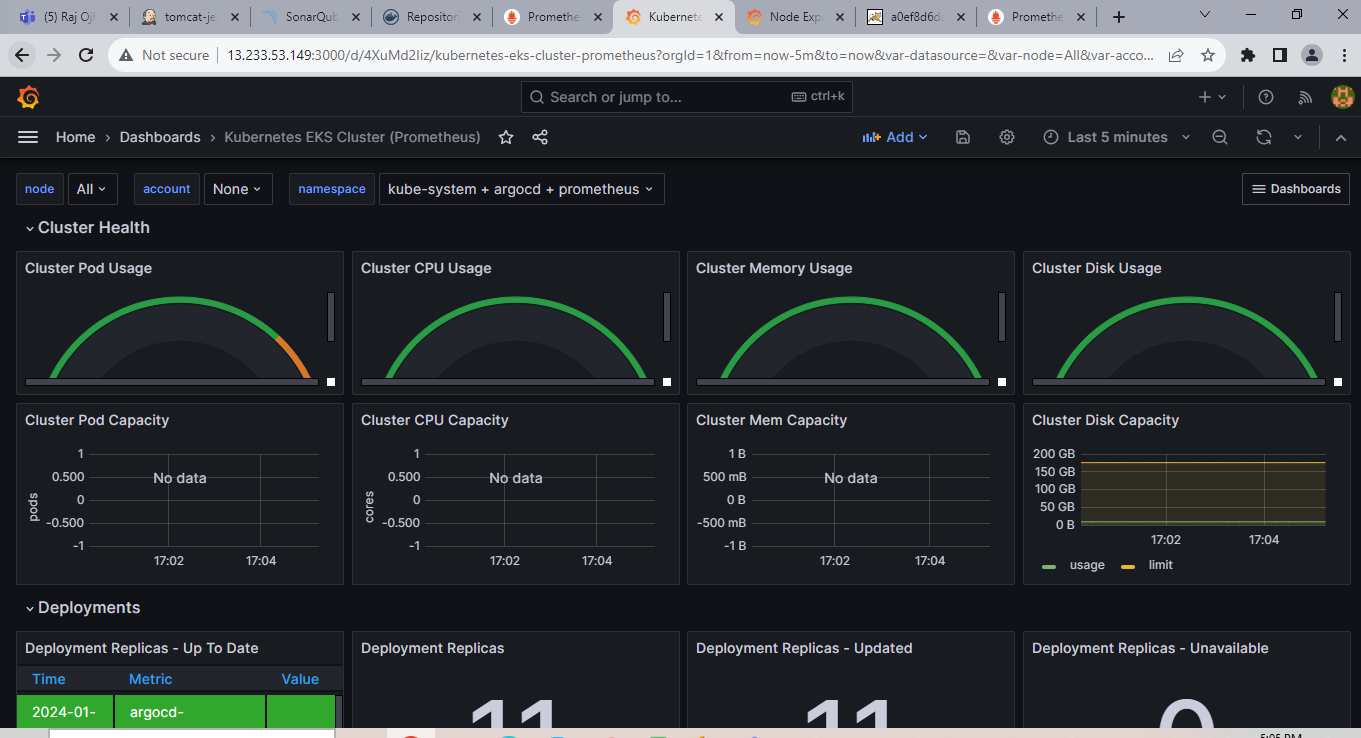 (5) Raj Ojh
tomcat-je
SonarQub
Repositori
Promethe
Kubernete
Node Exp
a0ef8d6da
Promethe
Not secure
13.233.53.149:3000/d/4XuMd2Iiz/kubernetes-eks-cluster-prometheus?orgId=1&from=now-5m&to=now&var-datasource=&var-node=All&var-acco...
Search or jump to...
ctrl+k
Home › Dashboards › Kubernetes EKS Cluster (Prometheus)
Add
Last 5 minutes
node
All
account
None
namespace
kube-system + argocd + prometheus
Dashboards
Cluster Health
Cluster Pod Usage
Cluster CPU Usage
Cluster Memory Usage
Cluster Disk Usage
Cluster Pod Capacity
pods
1
0.500
0
-0.500
-1
No data
17:02 17:04
Cluster CPU Capacity
cores
1
0.500
0
-0.500
-1
No data
17:02 17:04
Cluster Mem Capacity
1 B
500 mB
0 B
-500 mB
-1 B
No data
17:02 17:04
Cluster Disk Capacity
200 GB
150 GB
100 GB
50 GB
0 B
17:02 17:04
usage limit
Deployments
Deployment Replicas - Up To Date
Time Metric Value
2024-01- argocd-
Deployment Replicas
11
Deployment Replicas - Updated
11
Deployment Replicas - Unavailable
0
5:05 PM